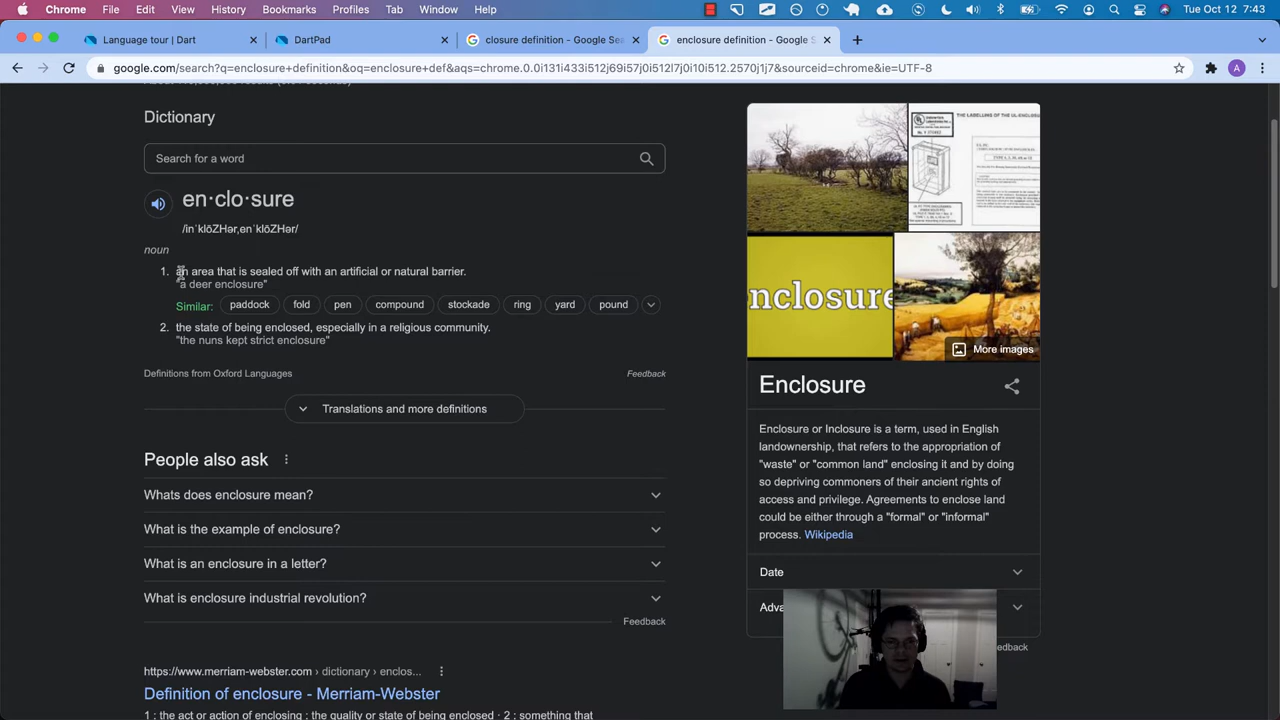 Chrome File Edit View History Bookmarks Profiles Tab Window Help Tue Oct 12 7:43
Language tour | Dart
DartPad
closure definition - Google Sea
enclosure definition - Google S
google.com/search?q=enclosure+definition&oq=enclosure+def&aqs=chrome.0.0i131i433i512j69i57j0i512l7j0i10i512.2570j1j7&sourceid=chrome&ie=UTF-8
A
Dictionary
Search for a word
en·clo·sure
/inˈklōZHər, enˈklōZHər/
noun
1. an area that is sealed off with an artificial or natural barrier.
"a deer enclosure"
Similar: paddock fold pen compound stockade ring yard pound
2. the state of being enclosed, especially in a religious community.
"the nuns kept strict enclosure"
Definitions from Oxford Languages
Feedback
Translations and more definitions
People also ask
Whats does enclosure mean?
What is the example of enclosure?
What is an enclosure in a letter?
What is enclosure industrial revolution?
Feedback
https://www.merriam-webster.com › dictionary › enclos...
Definition of enclosure - Merriam-Webster
1 : the act or action of enclosing : the quality or state of being enclosed · 2 : something that
nclosure
More images
Enclosure
Enclosure or Inclosure is a term, used in English
landownership, that refers to the appropriation of
"waste" or "common land" enclosing it and by doing
so depriving commoners of their ancient rights of
access and privilege. Agreements to enclose land
could be either through a "formal" or "informal"
process. Wikipedia
Date
Adva
edback